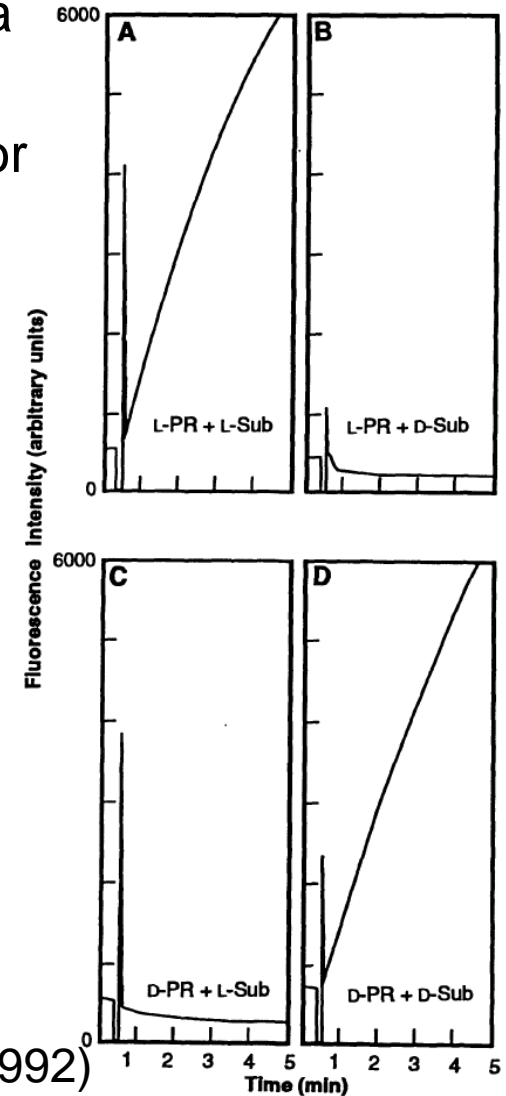 a
or
6000
A
B
L-PR + L-Sub
L-PR + D-Sub
0
Fluorescence Intensity (arbitrary units)
6000
C
D
D-PR + L-Sub
D-PR + D-Sub
0
1 2 3 4 5
1 2 3 4 5
Time (min)
992)